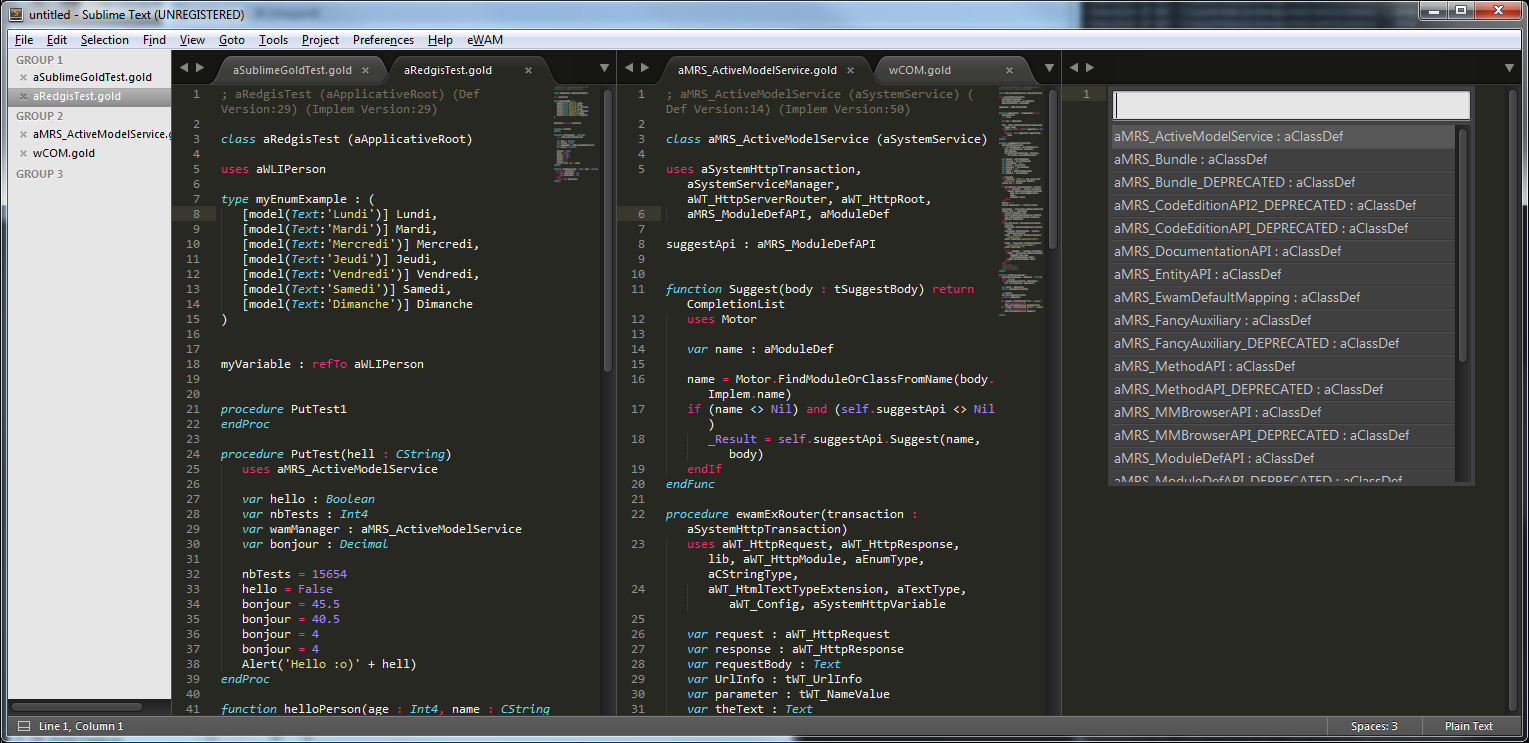 untitled - Sublime Text (UNREGISTERED)
File Edit Selection Find View Goto Tools Project Preferences Help eWAM
GROUP 1
aSublimeGoldTest.gold
aRedgisTest.gold
GROUP 2
aMRS_ActiveModelService.g
wCOM.gold
GROUP 3
aSublimeGoldTest.gold × aRedgisTest.gold ×
1 ; aRedgisTest (aApplicativeRoot) (Def
Version:29) (Implem Version:29)
2
3 class aRedgisTest (aApplicativeRoot)
4
5 uses aWLIPerson
6
7 type myEnumExample : (
8 [model(Text:'Lundi')] Lundi,
9 [model(Text:'Mardi')] Mardi,
10 [model(Text:'Mercredi')] Mercredi,
11 [model(Text:'Jeudi')] Jeudi,
12 [model(Text:'Vendredi')] Vendredi,
13 [model(Text:'Samedi')] Samedi,
14 [model(Text:'Dimanche')] Dimanche
15 )
16
17
18 myVariable : refTo aWLIPerson
19
20
21 procedure PutTest1
22 endProc
23
24 procedure PutTest(hell : CString)
25 uses aMRS_ActiveModelService
26
27 var hello : Boolean
28 var nbTests : Int4
29 var wamManager : aMRS_ActiveModelService
30 var bonjour : Decimal
31
32 nbTests = 15654
33 hello = False
34 bonjour = 45.5
35 bonjour = 40.5
36 bonjour = 4
37 bonjour = 4
38 Alert('Hello :o)' + hell)
39 endProc
40
41 function helloPerson(age : Int4, name : CString
aMRS_ActiveModelService.gold × wCOM.gold ×
1 ; aMRS_ActiveModelService (aSystemService) (
Def Version:14) (Implem Version:50)
2
3 class aMRS_ActiveModelService (aSystemService)
4
5 uses aSystemHttpTransaction,
aSystemServiceManager,
aWT_HttpServerRouter, aWT_HttpRoot,
6 aMRS_ModuleDefAPI, aModuleDef
7
8 suggestApi : aMRS_ModuleDefAPI
9
10
11 function Suggest(body : tSuggestBody) return
CompletionList
12 uses Motor
13
14 var name : aModuleDef
15
16 name = Motor.FindModuleOrClassFromName(body.
Implem.name)
17 if (name <> Nil) and (self.suggestApi <> Nil
)
18 _Result = self.suggestApi.Suggest(name,
body)
19 endIf
20 endFunc
21
22 procedure ewamExRouter(transaction :
aSystemHttpTransaction)
23 uses aWT_HttpRequest, aWT_HttpResponse,
lib, aWT_HttpModule, aEnumType,
aCStringType,
24 aWT_HtmlTextTypeExtension, aTextType,
aWT_Config, aSystemHttpVariable
25
26 var request : aWT_HttpRequest
27 var response : aWT_HttpResponse
28 var requestBody : Text
29 var UrlInfo : tWT_UrlInfo
30 var parameter : tWT_NameValue
31 var theText : Text
1
aMRS_ActiveModelService : aClassDef
aMRS_Bundle : aClassDef
aMRS_Bundle_DEPRECATED : aClassDef
aMRS_CodeEditionAPI2_DEPRECATED : aClassDef
aMRS_CodeEditionAPI_DEPRECATED : aClassDef
aMRS_DocumentationAPI : aClassDef
aMRS_EntityAPI : aClassDef
aMRS_EwamDefaultMapping : aClassDef
aMRS_FancyAuxiliary : aClassDef
aMRS_FancyAuxiliary_DEPRECATED : aClassDef
aMRS_MethodAPI : aClassDef
aMRS_MethodAPI_DEPRECATED : aClassDef
aMRS_MMBrowserAPI : aClassDef
aMRS_MMBrowserAPI_DEPRECATED : aClassDef
aMRS_ModuleDefAPI : aClassDef
aMRS_ModuleDefAPI_DEPRECATED : aClassDef
Line 1, Column 1
Spaces: 3 Plain Text